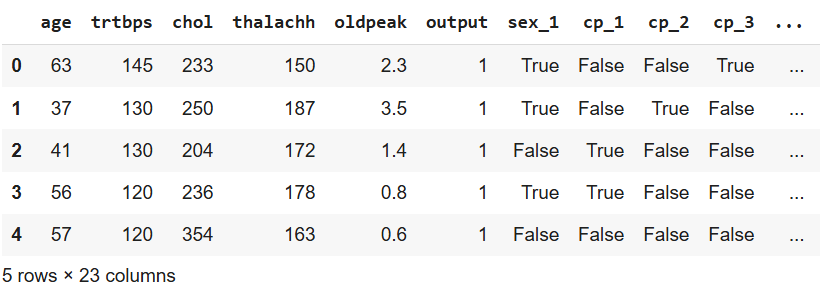 age trtbps chol thalachh oldpeak output sex_1 cp_1 cp_2 cp_3 ...
0 63 145 233 150 2.3 1 True False False True ...
1 37 130 250 187 3.5 1 True False True False ...
2 41 130 204 172 1.4 1 False True False False ...
3 56 120 236 178 0.8 1 True True False False ...
4 57 120 354 163 0.6 1 False False False False ...
5 rows × 23 columns